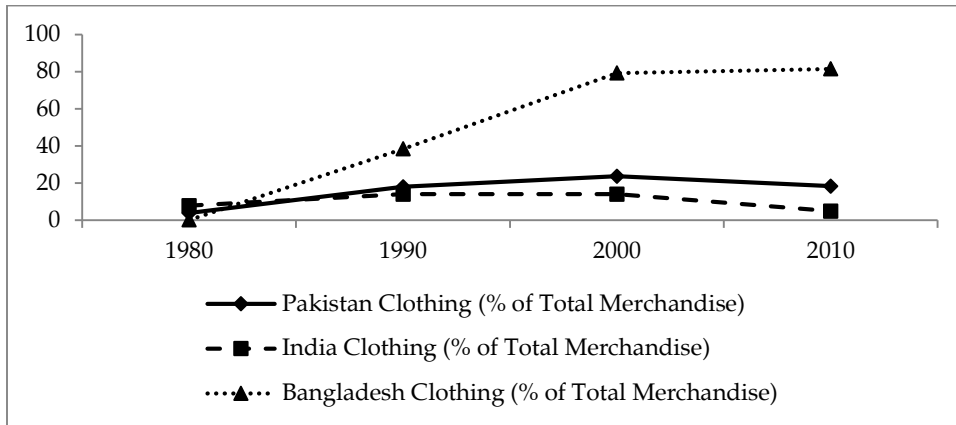 100
80
60
40
20
0
1980 1990 2000 2010
Pakistan Clothing (% of Total Merchandise)
India Clothing (% of Total Merchandise)
Bangladesh Clothing (% of Total Merchandise)